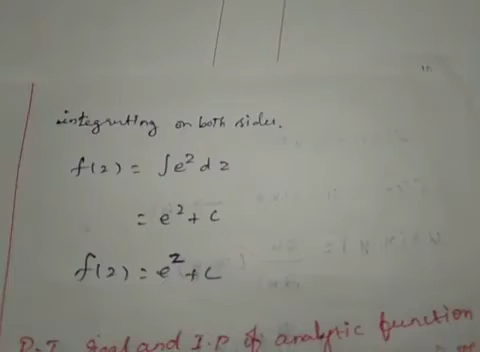 integrating on both sides.
f(z) = ∫e^z dz
= e^z + c
f(z) = e^z + c
P.T real and I.P of analytic function